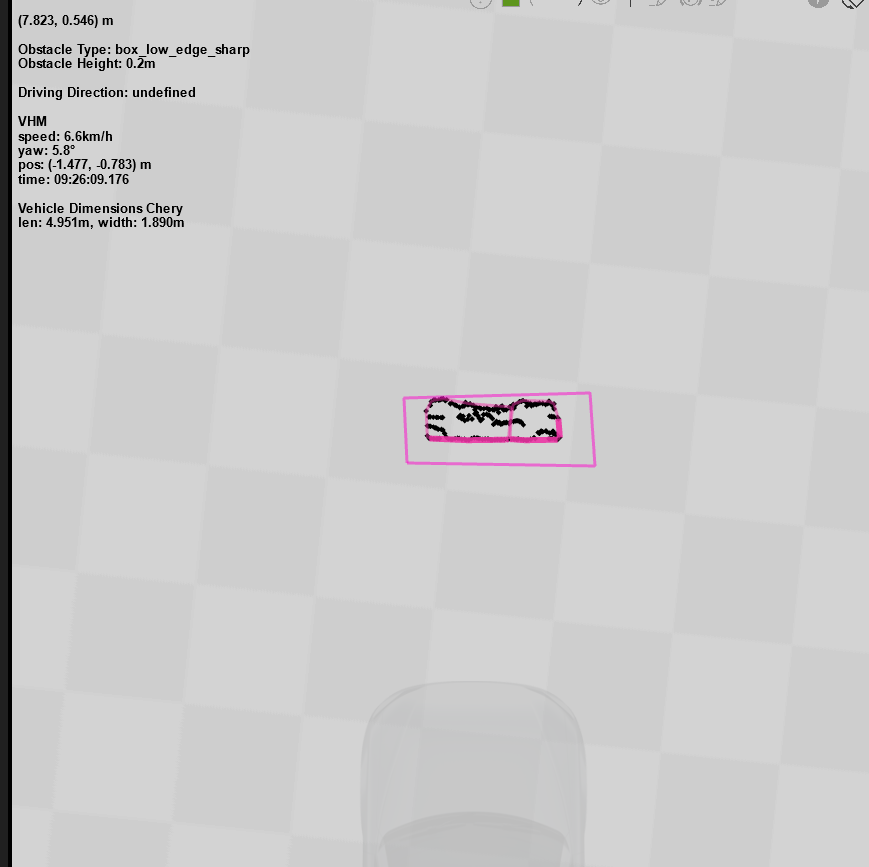 (7.823, 0.546) m
Obstacle Type: box_low_edge_sharp
Obstacle Height: 0.2m
Driving Direction: undefined
VHM
speed: 6.6km/h
yaw: 5.8°
pos: (-1.477, -0.783) m
time: 09:26:09.176
Vehicle Dimensions Chery
len: 4.951m, width: 1.890m